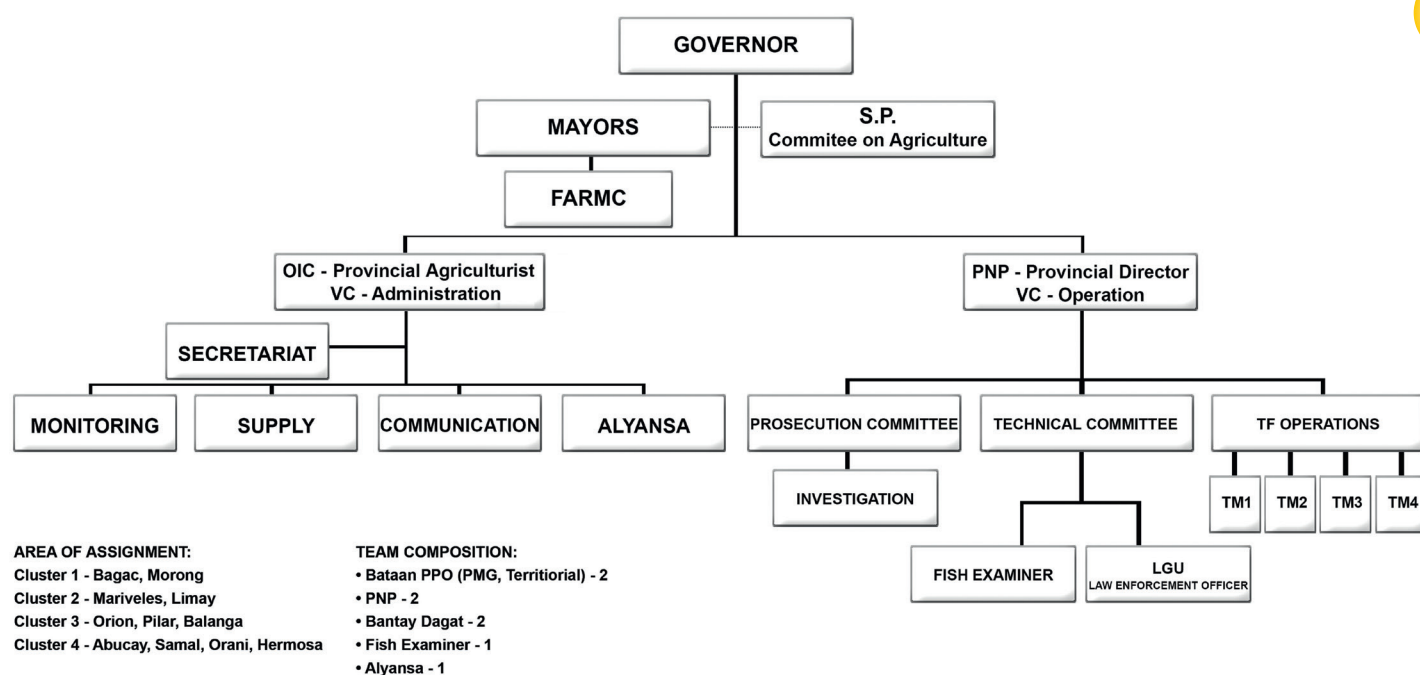 GOVERNOR
MAYORS
S.P.
Commitee on Agriculture
FARMC
OIC - Provincial Agriculturist
VC - Administration
PNP - Provincial Director
VC - Operation
SECRETARIAT
MONITORING
SUPPLY
COMMUNICATION
ALYANSA
PROSECUTION COMMITTEE
TECHNICAL COMMITTEE
TF OPERATIONS
INVESTIGATION
TM1
TM2
TM3
TM4
FISH EXAMINER
LGU
LAW ENFORCEMENT OFFICER
AREA OF ASSIGNMENT:
Cluster 1 - Bagac, Morong
Cluster 2 - Mariveles, Limay
Cluster 3 - Orion, Pilar, Balanga
Cluster 4 - Abucay, Samal, Orani, Hermosa
TEAM COMPOSITION:
• Bataan PPO (PMG, Territiorial) - 2
• PNP - 2
• Bantay Dagat - 2
• Fish Examiner - 1
• Alyansa - 1